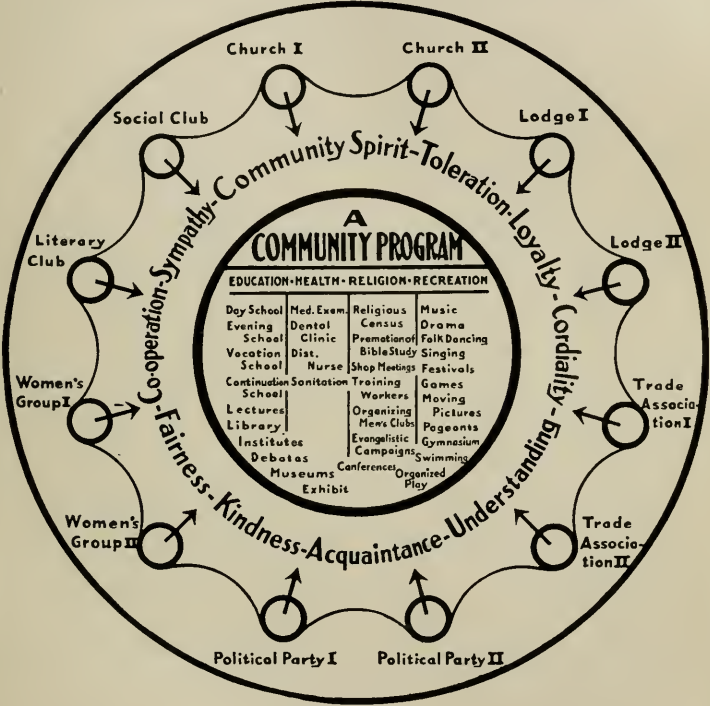 Church I
Church II
Social Club
Lodge I
Literary
Club
Lodge II
Women's
Group I
Trade
Associa-
tion I
Women's
Group II
Trade
Associa-
tion II
Political Party I
Political Party II
Co-operation-Sympathy-Community Spirit-Toleration-Loyalty-Cordiality-
Fairness-Kindness-Acquaintance-Understanding
A
COMMUNITY PROGRAM
EDUCATION·HEALTH·RELIGION·RECREATION
Day School
Evening
School
Vocation
School
Continuation
School
Lectures
Library
Institutes
Debates
Museums
Exhibit
Med. Exam.
Dental
Clinic
Dist.
Nurse
Sanitation
Religious
Census
Promotion of
Bible Study
Shop Meetings
Training
Workers
Organizing
Men's Clubs
Evangelistic
Campaigns
Conferences
Music
Drama
Folk Dancing
Singing
Festivals
Games
Moving
Pictures
Pageants
Gymnasium
Swimming
Organized
Play